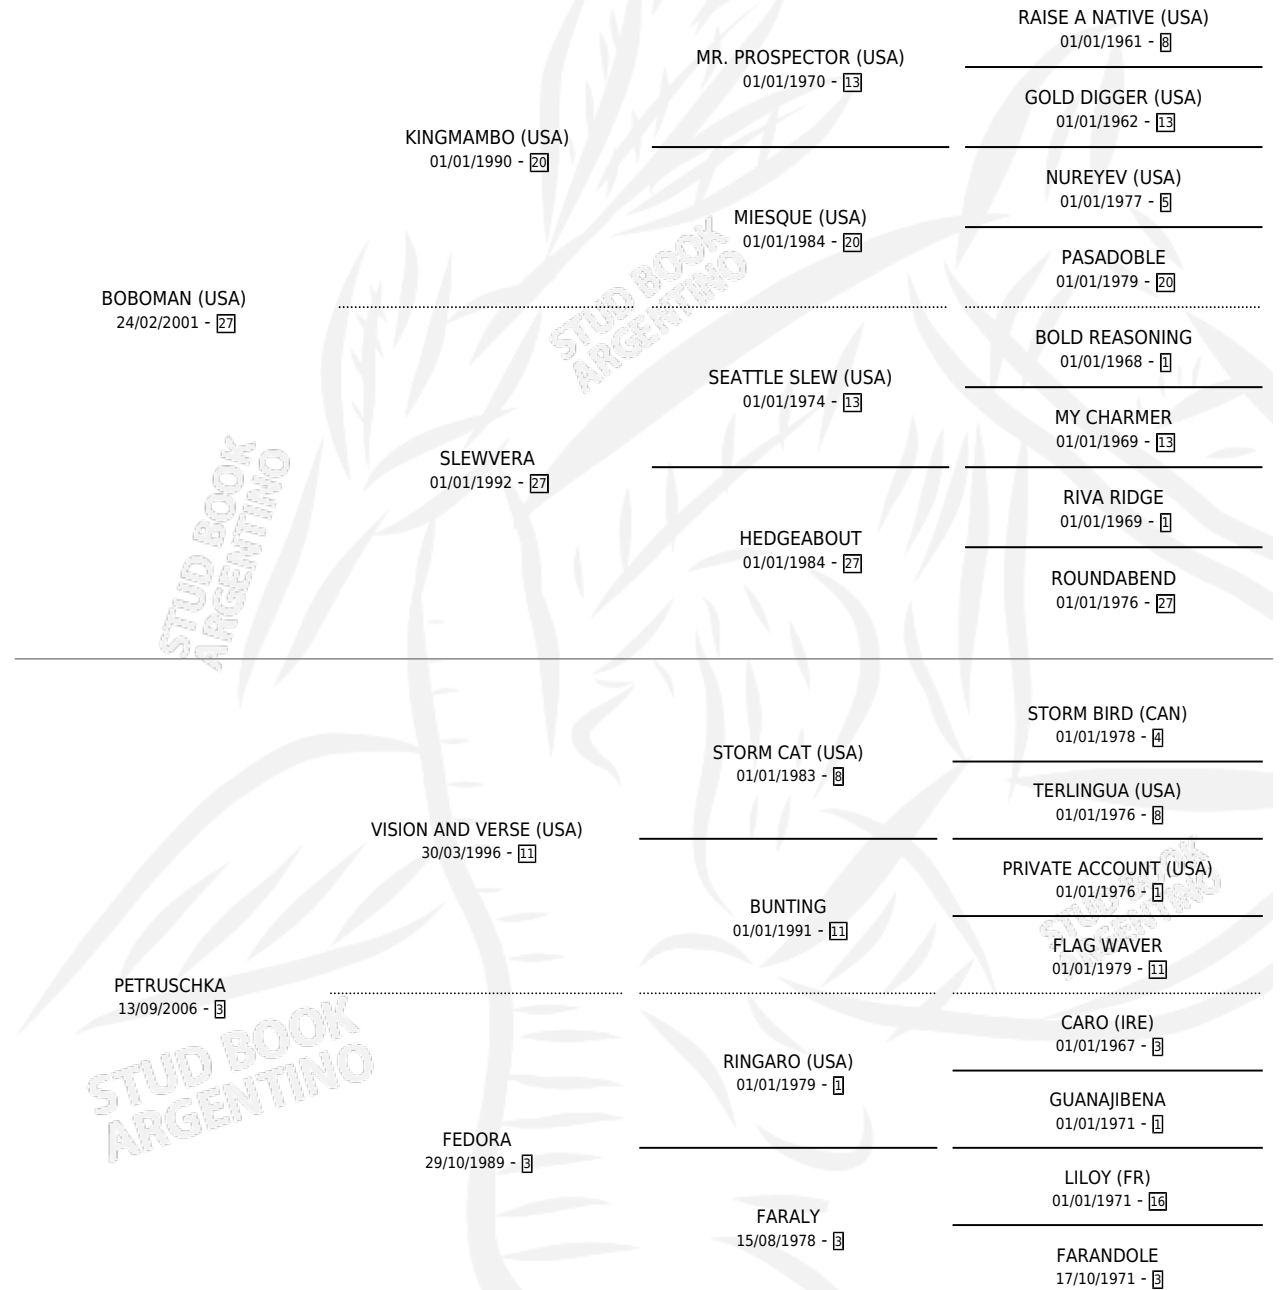 RAISE A NATIVE (USA)
01/01/1961 - 8
MR. PROSPECTOR (USA)
01/01/1970 - 13
GOLD DIGGER (USA)
01/01/1962 - 13
KINGMAMBO (USA)
01/01/1990 - 20
NUREYEV (USA)
01/01/1977 - 5
MIESQUE (USA)
01/01/1984 - 20
PASADOBLE
01/01/1979 - 20
BOBOMAN (USA)
24/02/2001 - 27
BOLD REASONING
01/01/1968 - 1
SEATTLE SLEW (USA)
01/01/1974 - 13
MY CHARMER
01/01/1969 - 13
SLEWVERA
01/01/1992 - 27
RIVA RIDGE
01/01/1969 - 1
HEDGEABOUT
01/01/1984 - 27
ROUNDABEND
01/01/1976 - 27
STORM BIRD (CAN)
01/01/1978 - 4
STORM CAT (USA)
01/01/1983 - 8
TERLINGUA (USA)
01/01/1976 - 8
VISION AND VERSE (USA)
30/03/1996 - 11
PRIVATE ACCOUNT (USA)
01/01/1976 - 1
BUNTING
01/01/1991 - 11
FLAG WAVER
01/01/1979 - 11
PETRUSCHKA
13/09/2006 - 3
CARO (IRE)
01/01/1967 - 3
RINGARO (USA)
01/01/1979 - 1
GUANAJIBENA
01/01/1971 - 1
FEDORA
29/10/1989 - 3
LILOY (FR)
01/01/1971 - 16
FARALY
15/08/1978 - 3
FARANDOLE
17/10/1971 - 3
STUD BOOK
ARGENTINO
STUD BOOK
ARGENTINO
STUD BOOK
ARGENTINO
STUD BOOK
ARGENTINO